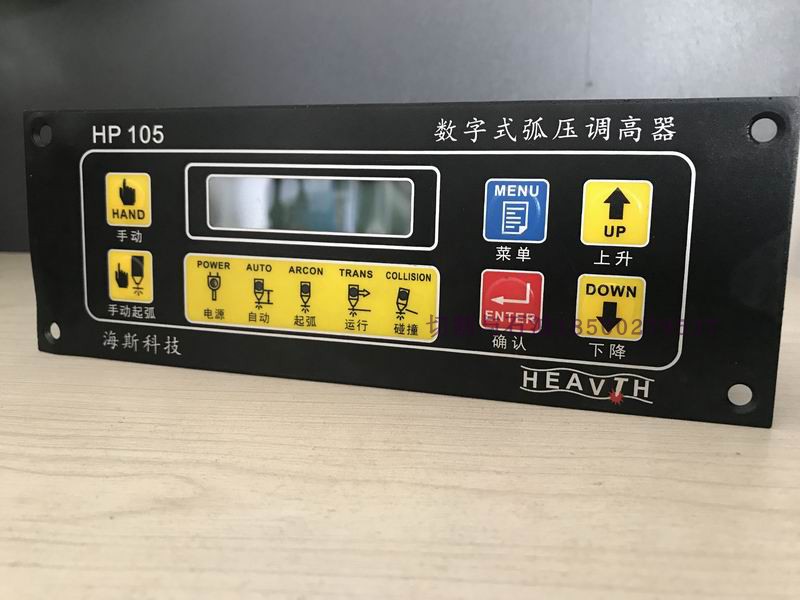 HP 105
数字式弧压调高器
HAND
手动
手动起弧
POWER AUTO ARCON TRANS COLLISION
电源 自动 起弧 运行 碰撞
MENU
菜单
UP
上升
ENTER
确认
DOWN
下降
海斯科技
HEAVTH